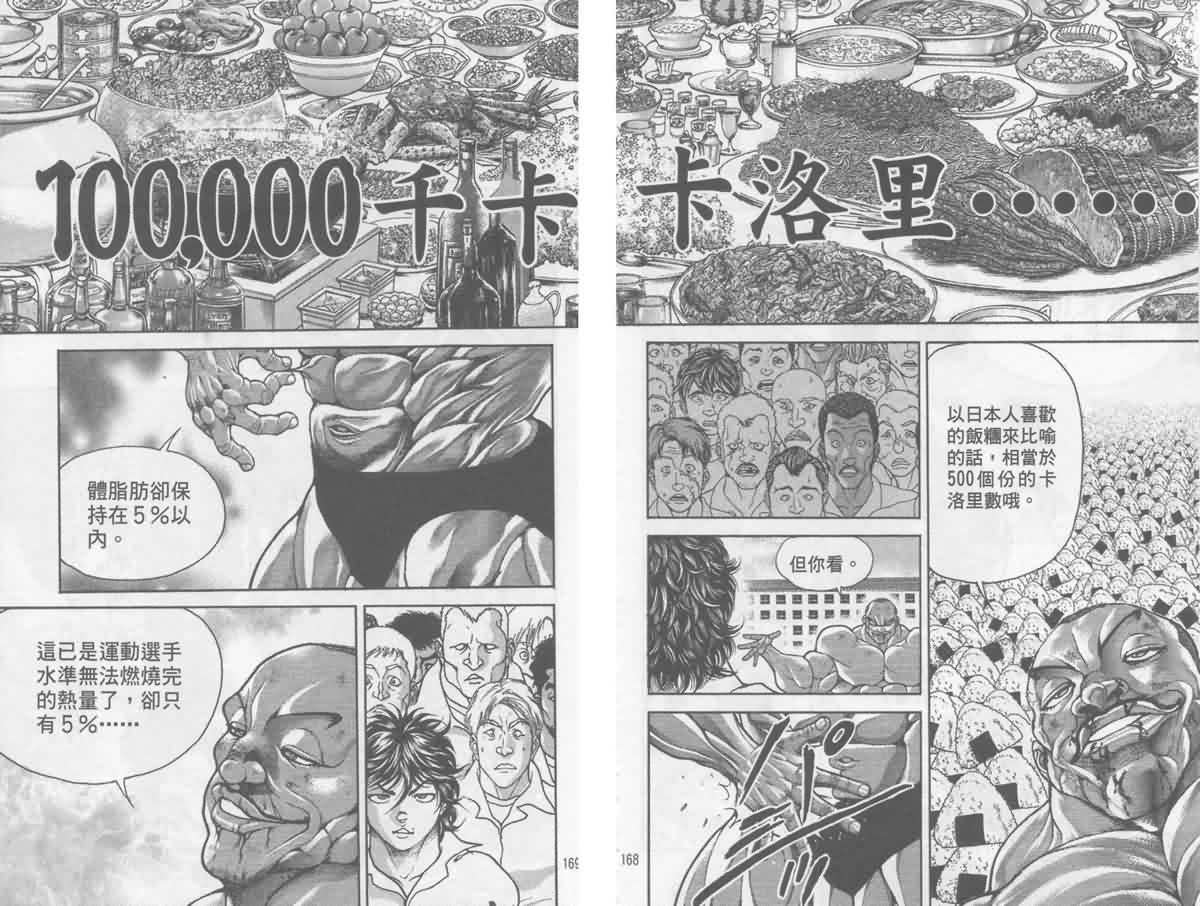 100,000千卡
卡洛里……
以日本人喜歡
的飯糰來比喻
的話，相當於
500個份的卡
洛里數哦。
但你看。
168
體脂肪卻保
持在5%以
內。
這已是運動選手
水準無法燃燒完
的熱量了，卻只
有5%……
169